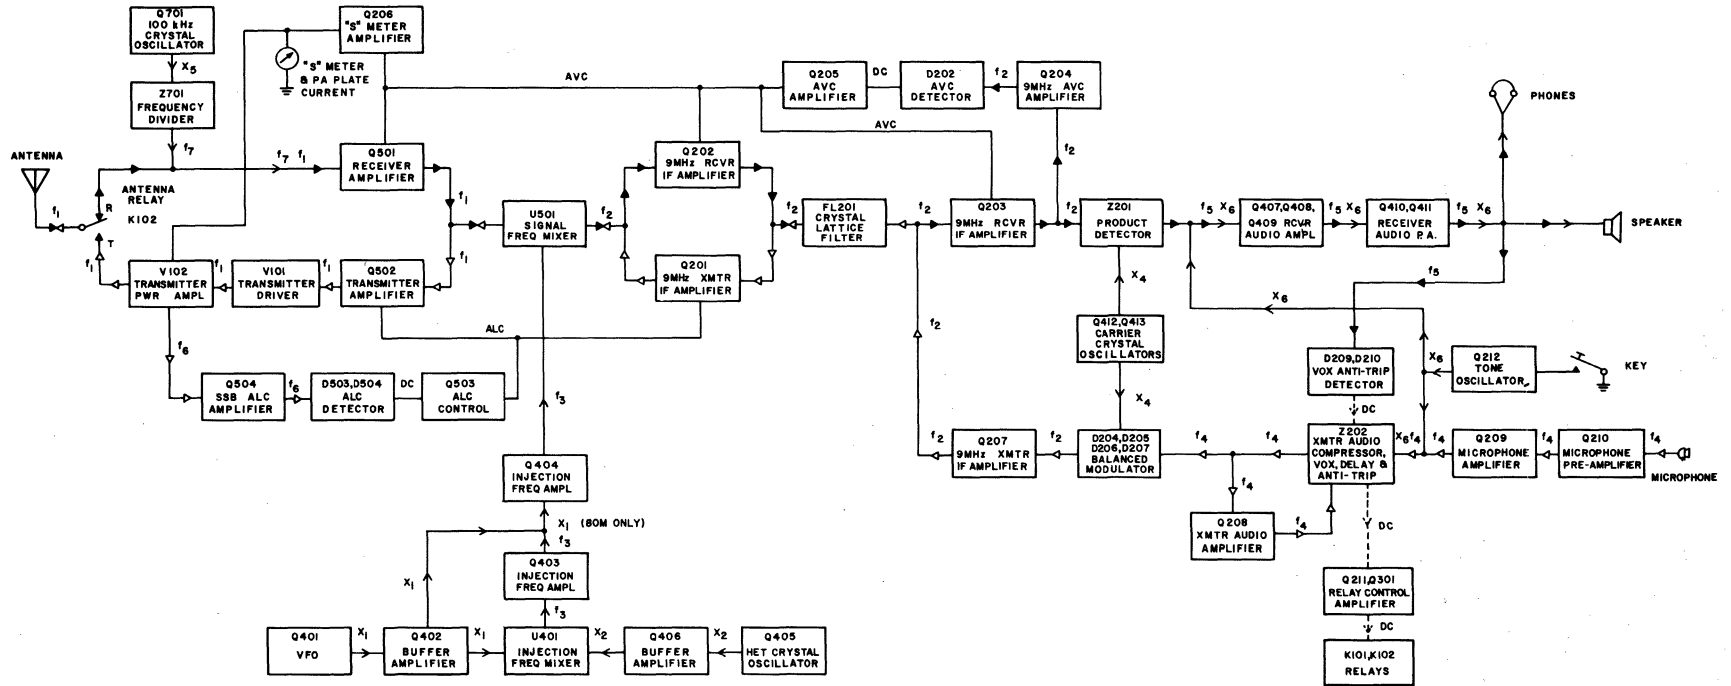 Q701
100 kHz
CRYSTAL
OSCILLATOR
X5
Z701
FREQUENCY
DIVIDER
f7
Q206
"S" METER
AMPLIFIER
"S" METER
& PA PLATE
CURRENT
AVC
Q205
AVC
AMPLIFIER
DC
D202
AVC
DETECTOR
f2
Q204
9MHz AVC
AMPLIFIER
AVC
f2
PHONES
ANTENNA
f1
ANTENNA
RELAY
K102
R
T
f1
f7 f1
Q501
RECEIVER
AMPLIFIER
f1
f1
U501
SIGNAL
FREQ MIXER
f2
Q202
9MHz RCVR
IF AMPLIFIER
Q201
9MHz XMTR
IF AMPLIFIER
f2
FL201
CRYSTAL
LATTICE
FILTER
f2
Q203
9MHz RCVR
IF AMPLIFIER
f2
Z201
PRODUCT
DETECTOR
f5 X6
Q407,Q408,
Q409 RCVR
AUDIO AMPL
f5 X6
Q410,Q411
RECEIVER
AUDIO P.A.
f5 X6
SPEAKER
f5
V102
TRANSMITTER
PWR AMPL
f1
V101
TRANSMITTER
DRIVER
f1
Q502
TRANSMITTER
AMPLIFIER
ALC
f6
Q504
SSB ALC
AMPLIFIER
f6
D503,D504
ALC
DETECTOR
DC
Q503
ALC
CONTROL
f3
f2
X4
Q412,Q413
CARRIER
CRYSTAL
OSCILLATORS
X4
X6
D209,D210
VOX ANTI-TRIP
DETECTOR
DC
X6
Q212
TONE
OSCILLATOR
KEY
f2
Q207
9MHz XMTR
IF AMPLIFIER
f2
D204,D205
D206,D207
BALANCED
MODULATOR
f4
f4
Z202
XMTR AUDIO
COMPRESSOR,
VOX, DELAY &
ANTI-TRIP
X6 f4
f4
Q209
MICROPHONE
AMPLIFIER
f4
Q210
MICROPHONE
PRE-AMPLIFIER
f4
MICROPHONE
f4
Q208
XMTR AUDIO
AMPLIFIER
f4
DC
Q211,Q301
RELAY CONTROL
AMPLIFIER
DC
K101,K102
RELAYS
Q404
INJECTION
FREQ AMPL
X1 (80M ONLY)
f3
X1
Q403
INJECTION
FREQ AMPL
f3
Q401
VFO
X1
Q402
BUFFER
AMPLIFIER
X1
U401
INJECTION
FREQ MIXER
X2
Q406
BUFFER
AMPLIFIER
X2
Q405
HET CRYSTAL
OSCILLATOR